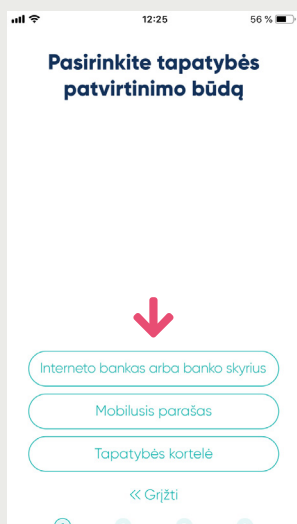 12:25
56 %
Pasirinkite tapatybės
patvirtinimo būdą
Interneto bankas arba banko skyrius
Mobilusis parašas
Tapatybės kortelė
« Grįžti